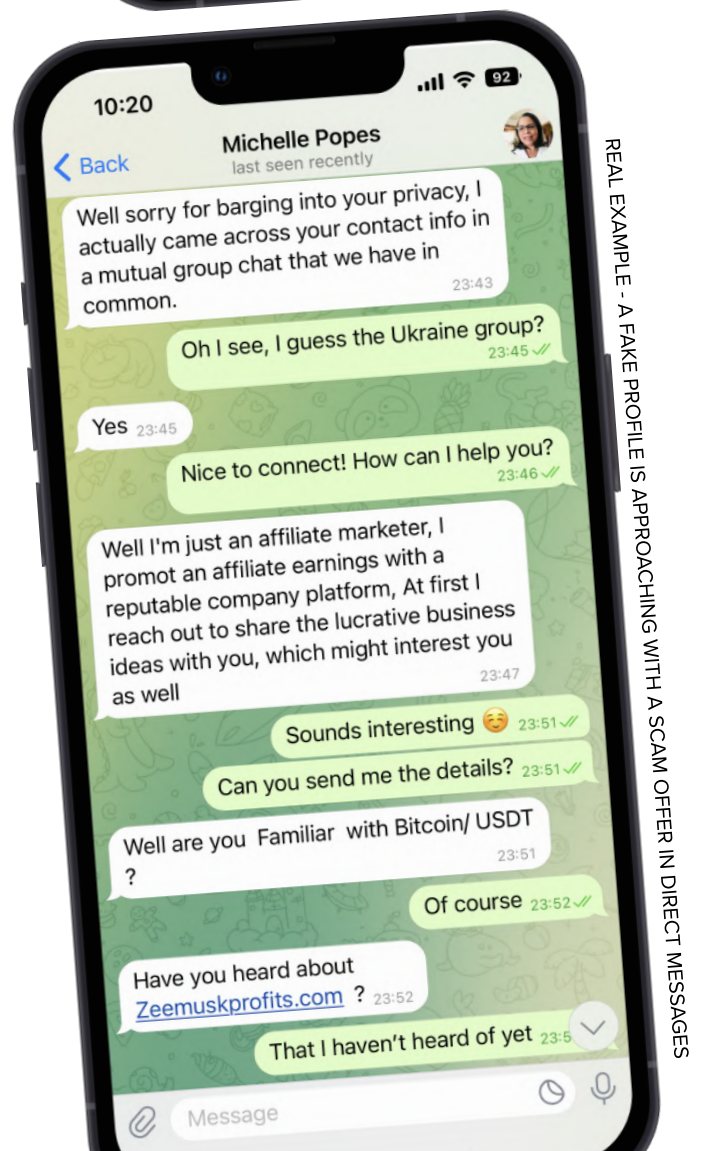 10:20
92
Back
Michelle Popes
last seen recently
Well sorry for barging into your privacy, I
actually came across your contact info in
a mutual group chat that we have in
common.
23:43
Oh I see, I guess the Ukraine group?
23:45
Yes 23:45
Nice to connect! How can I help you?
23:46
Well I'm just an affiliate marketer, I
promot an affiliate earnings with a
reputable company platform, At first I
reach out to share the lucrative business
ideas with you, which might interest you
as well
23:47
Sounds interesting ☺️ 23:51
Can you send me the details? 23:51
Well are you Familiar with Bitcoin/ USDT
?
23:51
Of course 23:52
Have you heard about
Zeemuskprofits.com ? 23:52
That I haven't heard of yet
Message
REAL EXAMPLE - A FAKE PROFILE IS APPROACHING WITH A SCAM OFFER IN DIRECT MESSAGES